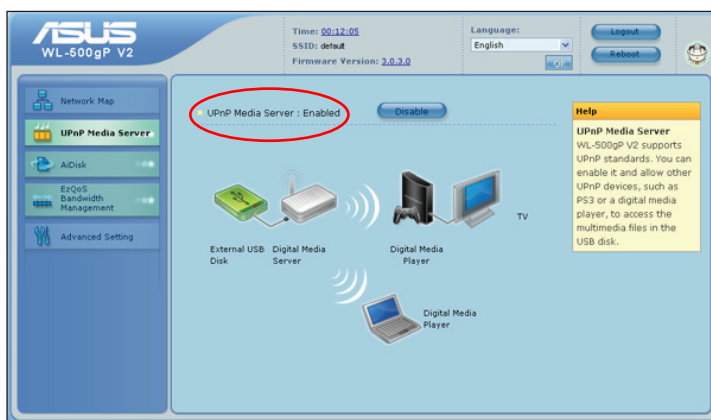 ASUS
WL-500gP V2
Time: 00:12:05
SSID: default
Firmware Version: 3.0.3.0
Language:
English
Logout
Reboot
Network Map
UPnP Media Server
AiDisk
EzQoS
Bandwidth
Management
Advanced Setting
UPnP Media Server : Enabled
Disable
External USB
Disk
Digital Media
Server
Digital Media
Player
TV
Digital Media
Player
Help
UPnP Media Server
WL-500gP V2 supports
UPnP standards. You can
enable it and allow other
UPnP devices, such as
PS3 or a digital media
player, to access the
multimedia files in the
USB disk.